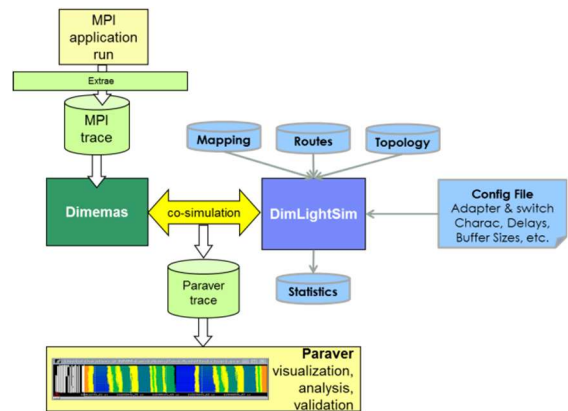 MPI
application
run
Extrae
MPI
trace
Mapping
Routes
Topology
Dimemas
co-simulation
DimLightSim
Config File
Adapter & switch
Charac, Delays,
Buffer Sizes, etc.
Paraver
trace
Statistics
Paraver
visualization,
analysis,
validation